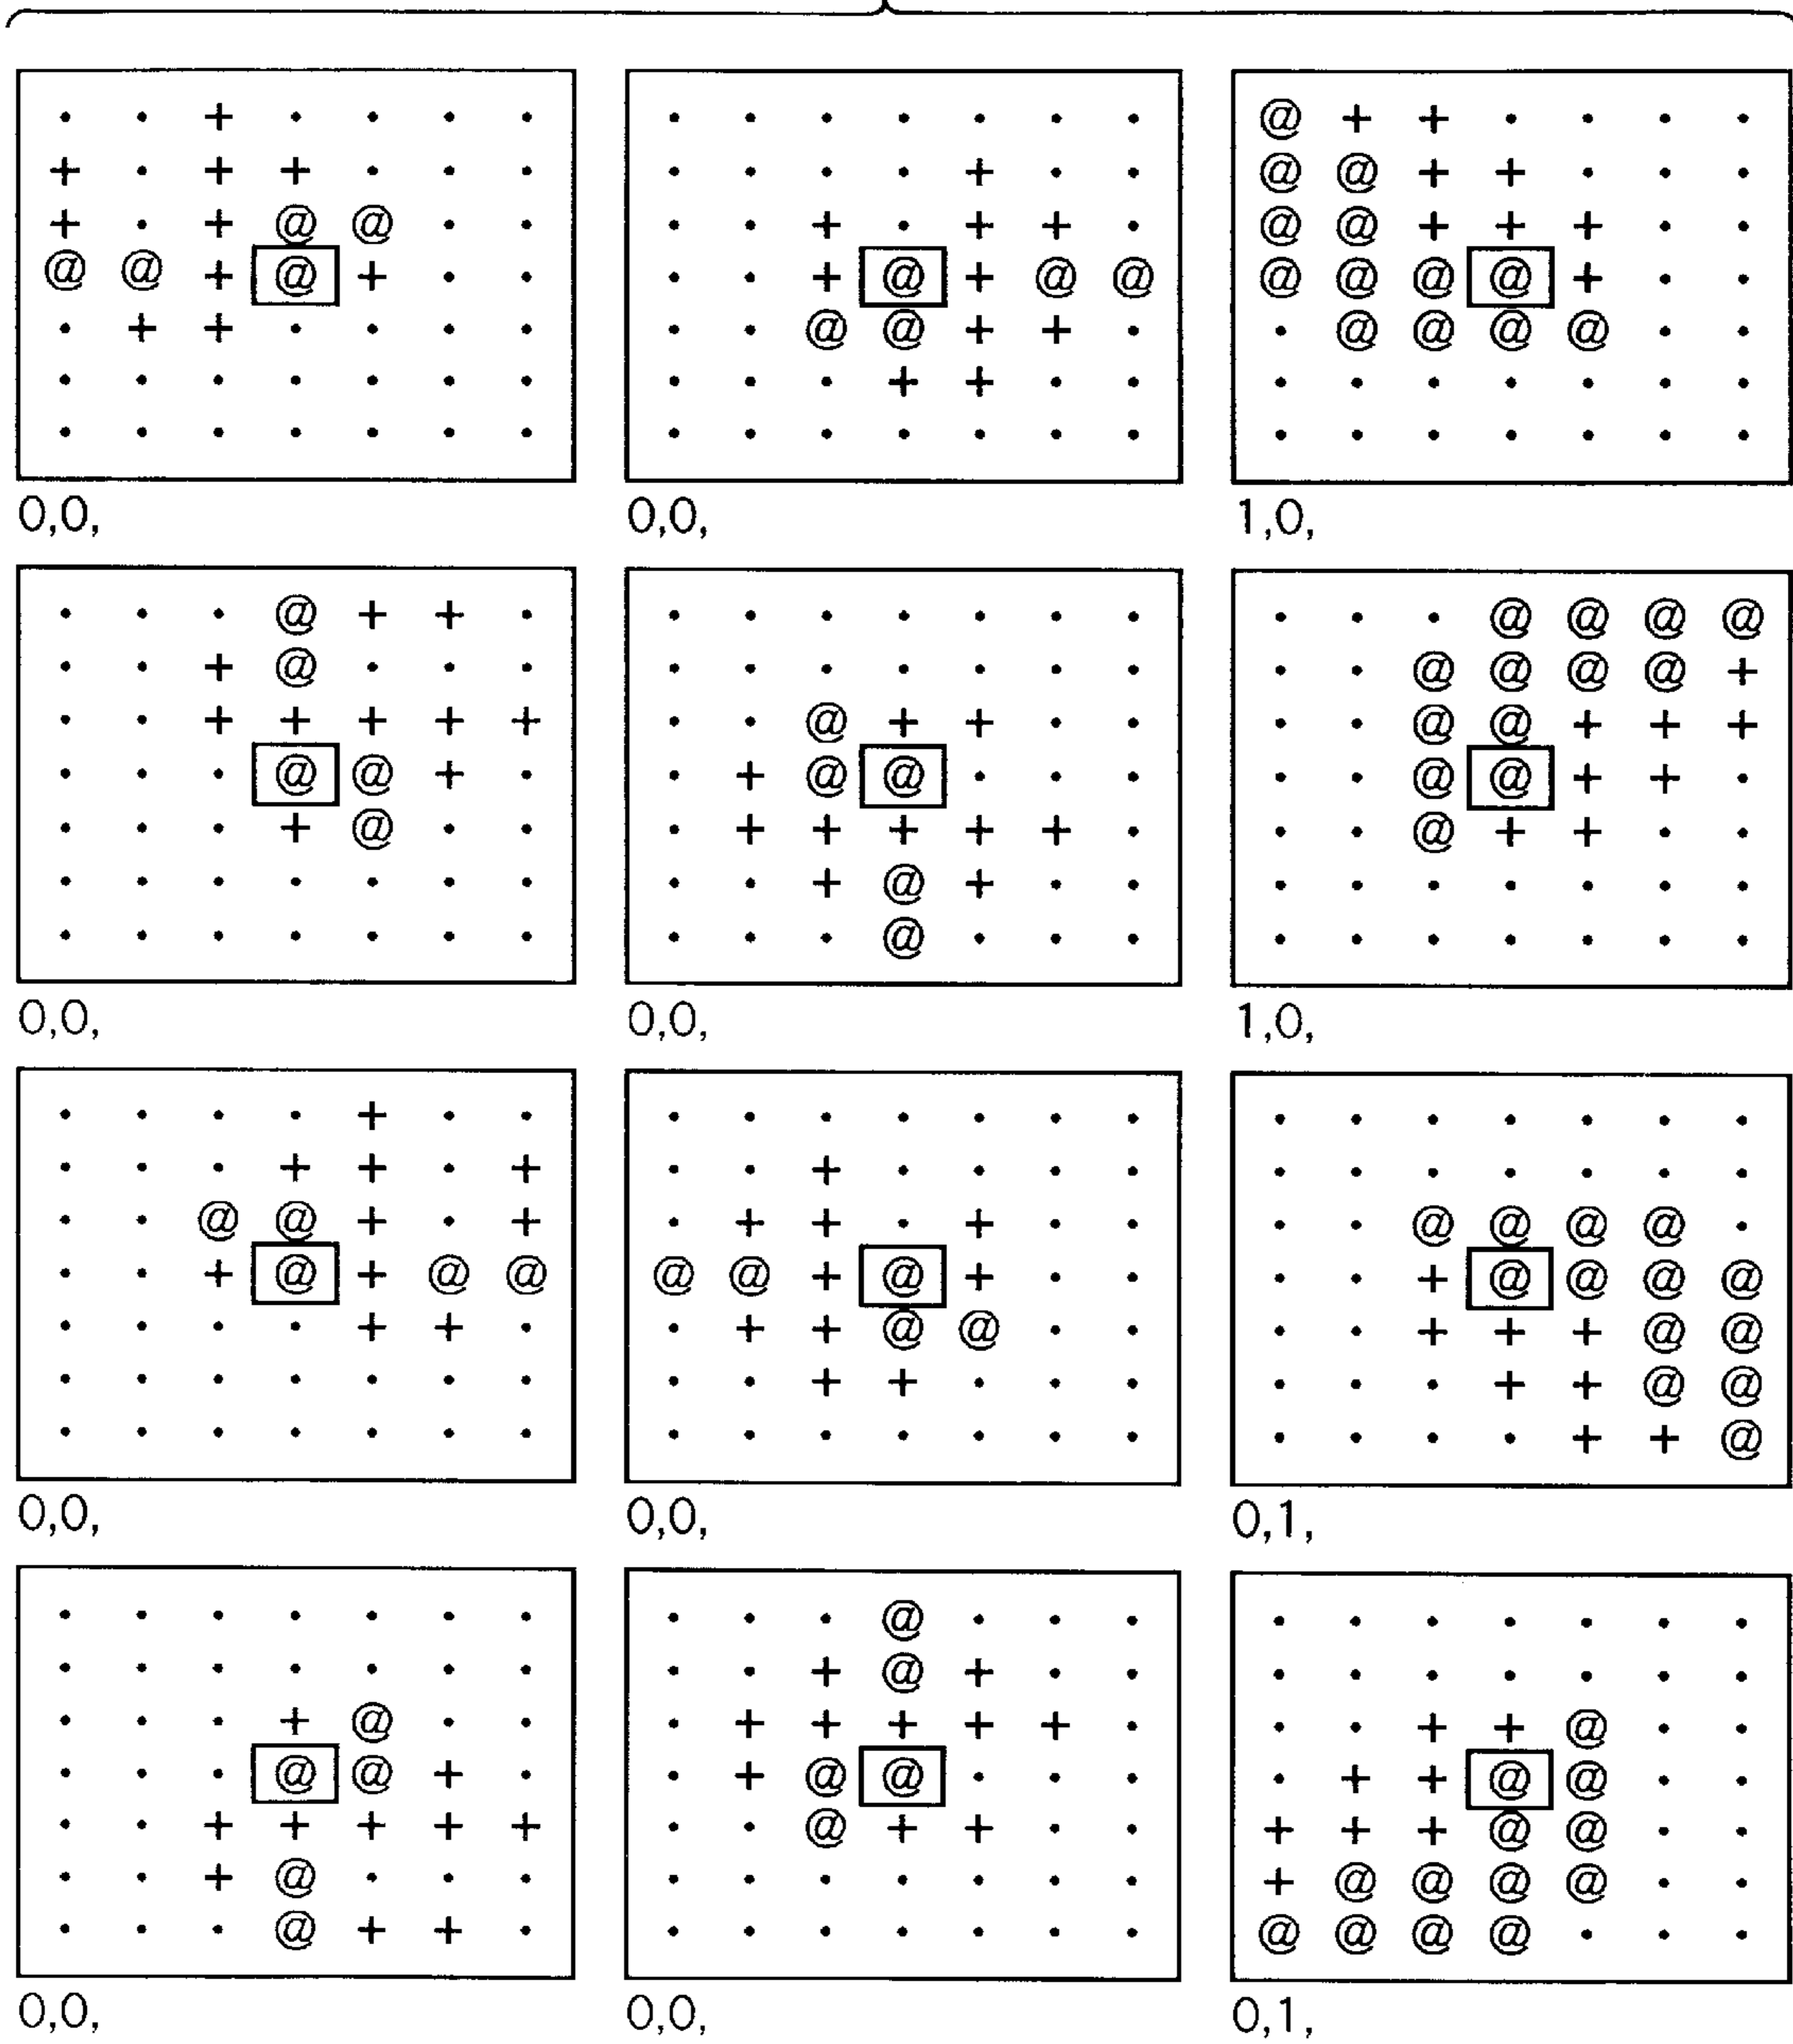 · · + · · · ·
+ · + + · · ·
+ · + @ @ · ·
@ @ + @ + · ·
· + + · · · ·
· · · · · · ·
· · · · · · ·
0,0,
· · · · · · ·
· · · · + · ·
· · + · + + ·
· · + @ + @ @
· · @ @ + + ·
· · · + + · ·
· · · · · · ·
0,0,
@ + + · · · ·
@ @ + + · · ·
@ @ + + + · ·
@ @ @ @ + · ·
· @ @ @ @ · ·
· · · · · · ·
· · · · · · ·
1,0,
· · · @ + + ·
· · + @ · · ·
· · + + + + +
· · · @ @ + ·
· · · + @ · ·
· · · · · · ·
· · · · · · ·
0,0,
· · · · · · ·
· · · · · · ·
· · @ + + · ·
· + @ @ · · ·
· + + + + + ·
· · + @ + · ·
· · · @ · · ·
0,0,
· · · @ @ @ @
· · @ @ @ @ +
· · @ @ + + +
· · @ @ + + ·
· · @ + + · ·
· · · · · · ·
· · · · · · ·
1,0,
· · · · + · ·
· · · + + · +
· · @ @ + · +
· · + @ + @ @
· · · · + + ·
· · · · · · ·
· · · · · · ·
0,0,
· · · · · · ·
· · + · · · ·
· + + · + · ·
@ @ + @ + · ·
· + + @ @ · ·
· · + + · · ·
· · · · · · ·
0,0,
· · · · · · ·
· · · · · · ·
· · @ @ @ @ ·
· · + @ @ @ @
· · + + + @ @
· · · + + @ @
· · · · + + @
0,1,
· · · · · · ·
· · · · · · ·
· · · + @ · ·
· · · @ @ + ·
· · + + + + +
· · + @ · · ·
· · · @ + + ·
0,0,
· · · @ · · ·
· · + @ + · ·
· + + + + + ·
· + @ @ · · ·
· · @ + + · ·
· · · · · · ·
· · · · · · ·
0,0,
· · · · · · ·
· · · · · · ·
· · + + @ · ·
· + + @ @ · ·
+ + + @ @ · ·
+ @ @ @ @ · ·
@ @ @ @ · · ·
0,1,